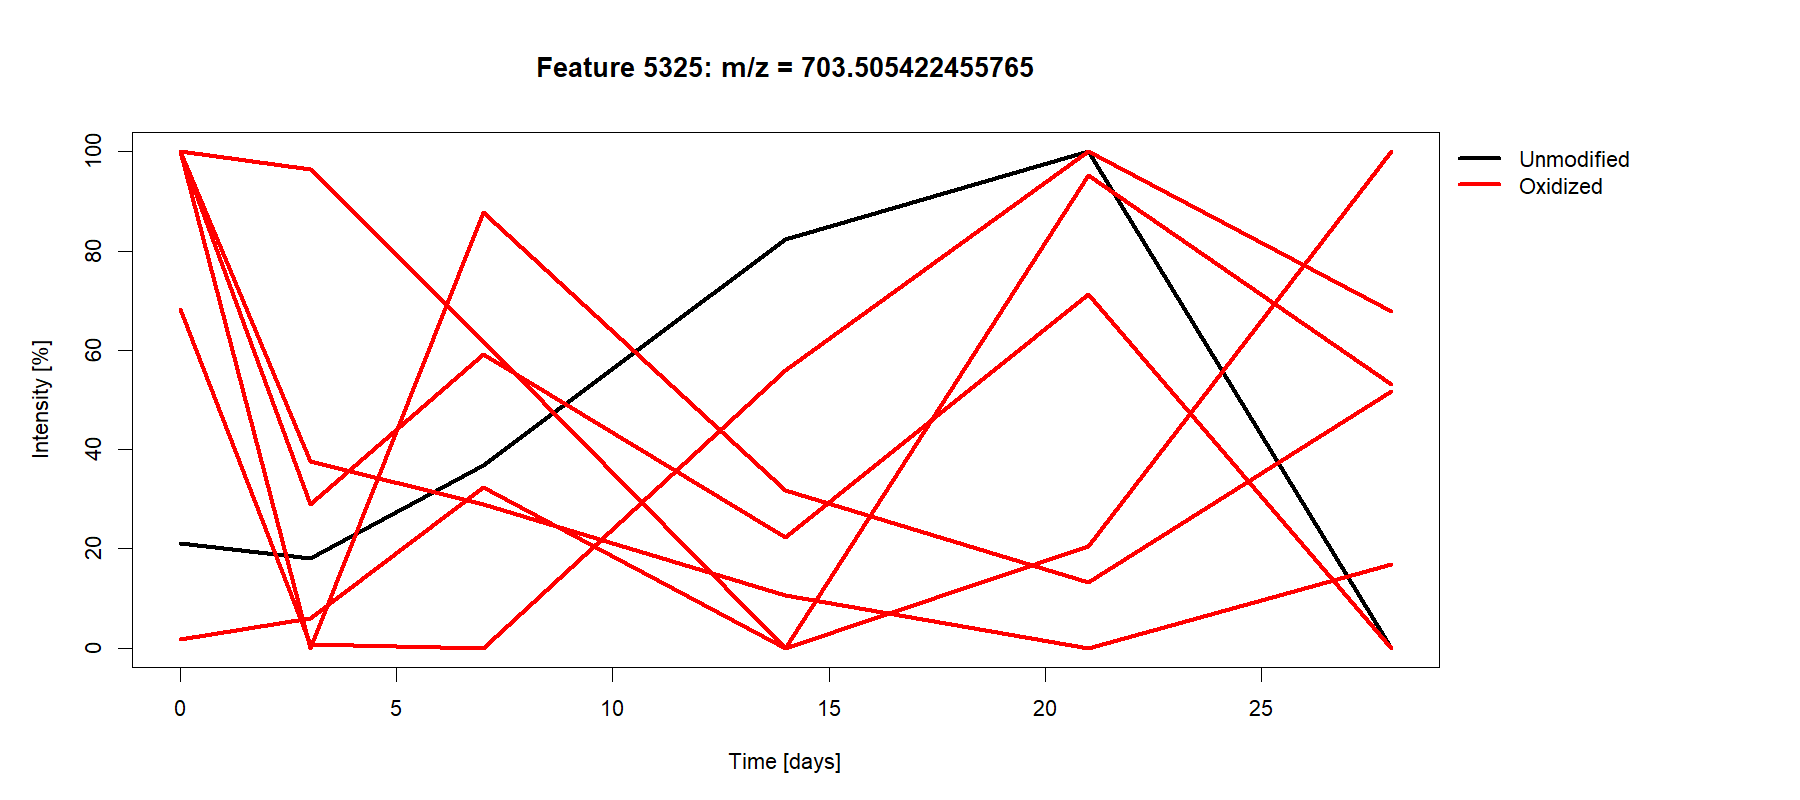 Feature 5325: m/z = 703.505422455765
Unmodified
Oxidized
Intensity [%]
100
80
60
40
20
0
0 5 10 15 20 25
Time [days]